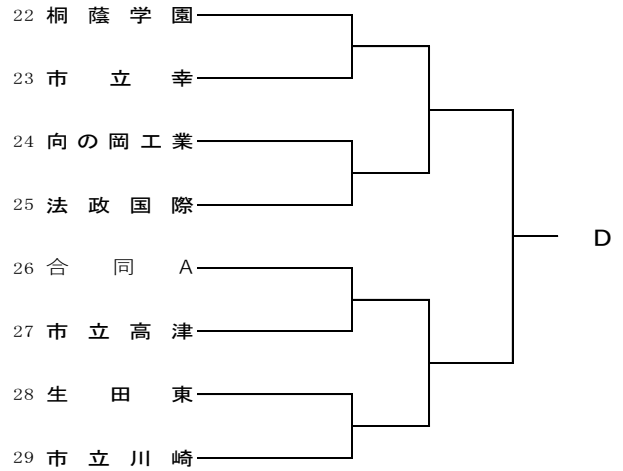 22 桐蔭学園
23 市立幸
24 向の岡工業
25 法政国際
D
26 合同A
27 市立高津
28 生田東
29 市立川崎